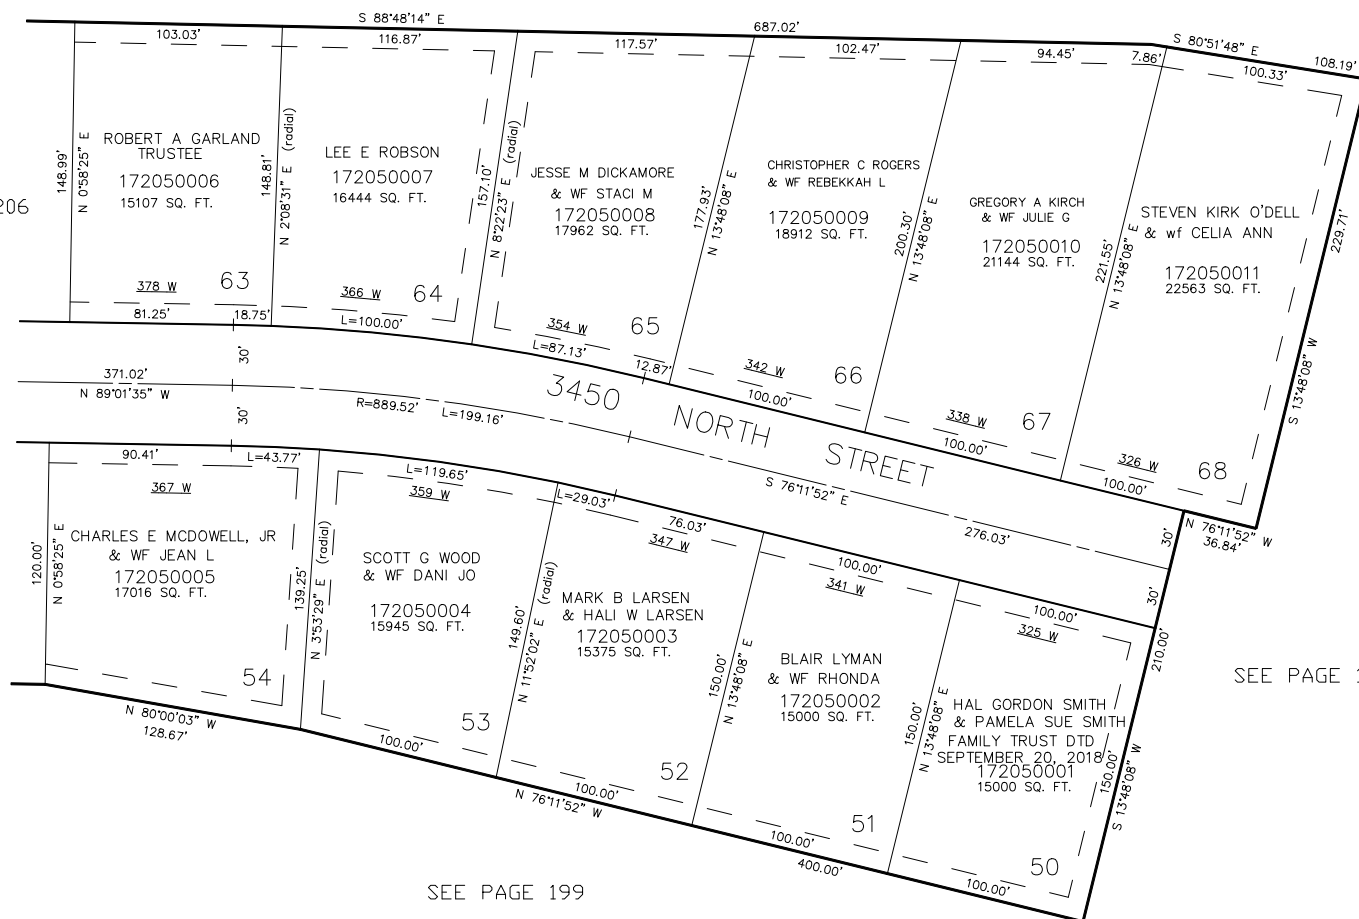 S 88°48'14" E
687.02'
S 80°51'48" E
108.19'
103.03'
116.87'
117.57'
102.47'
94.45'
7.86'
100.33'
148.99'
N 0°58'25" E
ROBERT A GARLAND
TRUSTEE
172050006
15107 SQ. FT.
378 W
63
81.25'
18.75'
148.81'
N 2°08'31" E (radial)
LEE E ROBSON
172050007
16444 SQ. FT.
366 W
64
L=100.00'
157.10'
N 8°22'23" E (radial)
JESSE M DICKAMORE
& WF STACI M
172050008
17962 SQ. FT.
354 W
65
L=87.13'
12.87'
177.93'
N 13°48'08" E
CHRISTOPHER C ROGERS
& WF REBEKKAH L
172050009
18912 SQ. FT.
342 W
66
100.00'
200.30'
N 13°48'08" E
GREGORY A KIRCH
& WF JULIE G
172050010
21144 SQ. FT.
338 W
67
100.00'
221.55'
N 13°48'08" E
STEVEN KIRK O'DELL
& wf CELIA ANN
172050011
22563 SQ. FT.
326 W
68
100.00'
229.71'
S 13°48'08" W
N 76°11'52" W
36.84'
206
30'
30'
371.02'
N 89°01'35" W
R=889.52'
L=199.16'
3450 NORTH STREET
S 76°11'52" E
276.03'
30'
30'
210.00'
90.41'
L=43.77'
367 W
120.00'
N 0°58'25" E
CHARLES E MCDOWELL, JR
& WF JEAN L
172050005
17016 SQ. FT.
54
N 80°00'03" W
128.67'
139.25'
N 3°53'29" E (radial)
L=119.65'
359 W
SCOTT G WOOD
& WF DANI JO
172050004
15945 SQ. FT.
53
100.00'
149.60'
N 11°52'02" E (radial)
L=29.03'
76.03'
347 W
MARK B LARSEN
& HALI W LARSEN
172050003
15375 SQ. FT.
52
100.00'
N 76°11'52" W
150.00'
N 13°48'08" E
100.00'
341 W
BLAIR LYMAN
& WF RHONDA
172050002
15000 SQ. FT.
51
100.00'
400.00'
150.00'
N 13°48'08" E
100.00'
325 W
HAL GORDON SMITH
& PAMELA SUE SMITH
FAMILY TRUST DTD
SEPTEMBER 20, 2018
172050001
15000 SQ. FT.
50
100.00'
150.00'
S 13°48'08" W
SEE PAGE
SEE PAGE 199